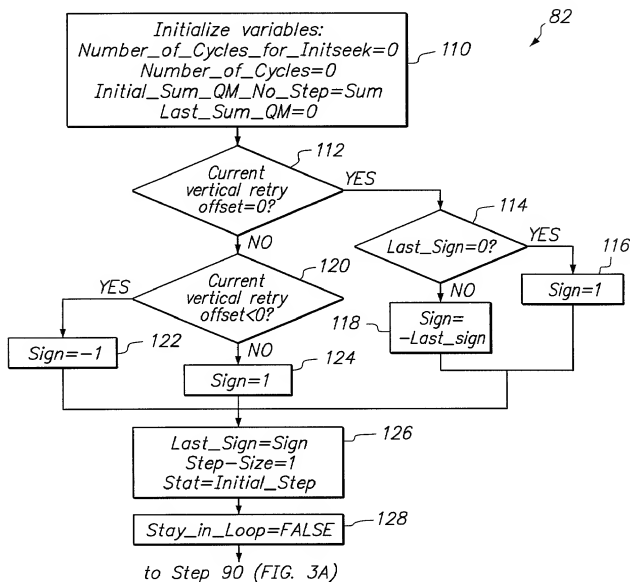 82
Initialize variables:
Number_of_Cycles_for_Initseek=0
Number_of_Cycles=0
Initial_Sum_QM_No_Step=Sum
Last_Sum_QM=0
110
Current
vertical retry
offset=0?
112
YES
NO
Last_Sign=0?
114
YES
NO
Sign=1
116
Sign=
-Last_sign
118
Current
vertical retry
offset<0?
120
YES
NO
Sign=-1
122
Sign=1
124
Last_Sign=Sign
Step-Size=1
Stat=Initial_Step
126
Stay_in_Loop=FALSE
128
to Step 90 (FIG. 3A)